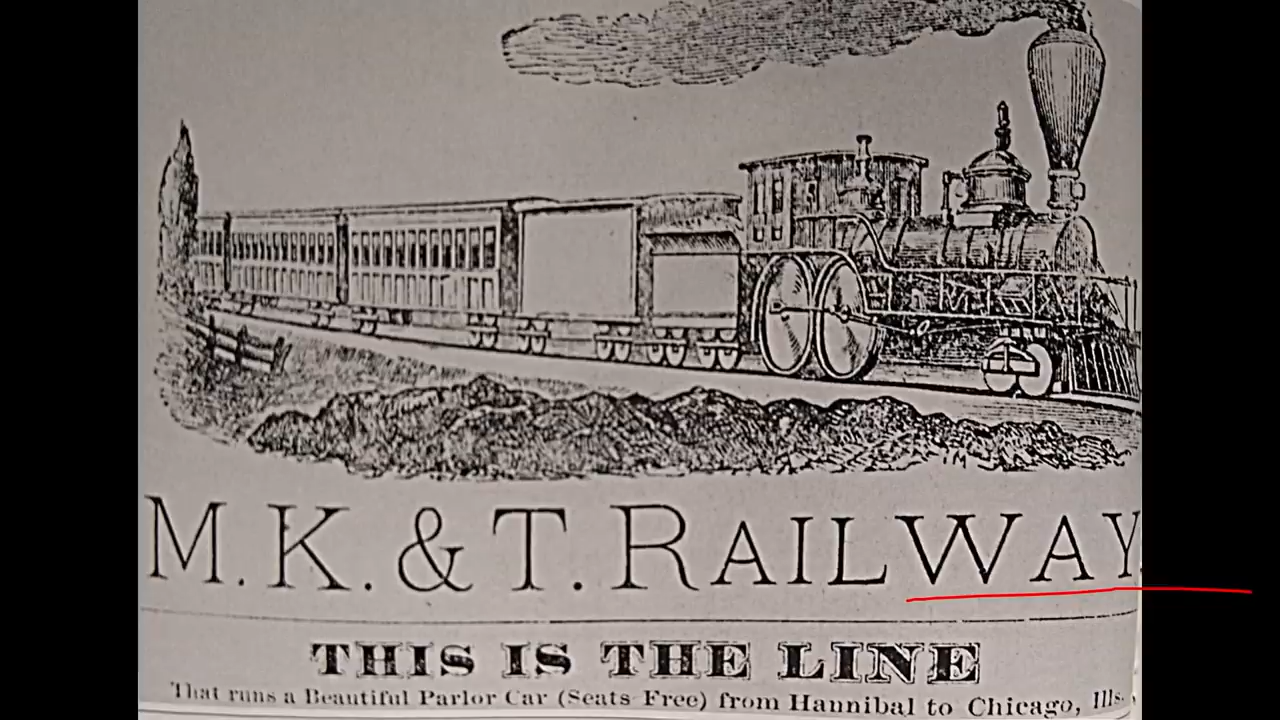 M. K. & T. RAILWAY.
THIS IS THE LINE
That runs a Beautiful Parlor Car (Seats Free) from Hannibal to Chicago, Ills.